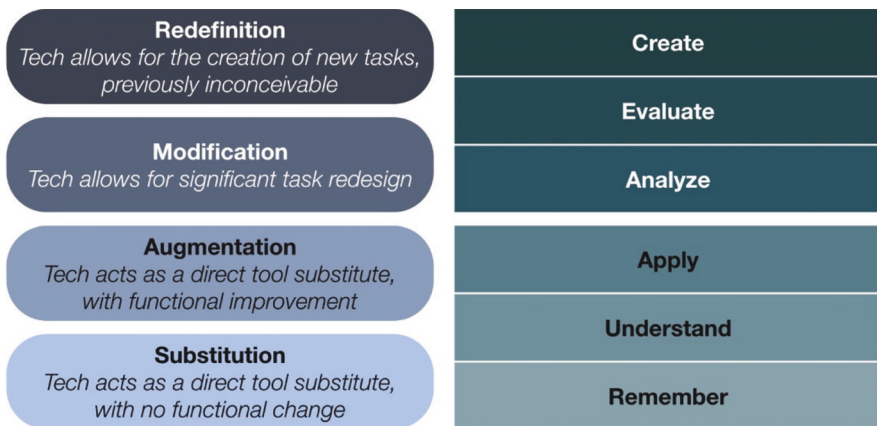 Redefinition
Tech allows for the creation of new tasks,
previously inconceivable
Modification
Tech allows for significant task redesign
Augmentation
Tech acts as a direct tool substitute,
with functional improvement
Substitution
Tech acts as a direct tool substitute,
with no functional change
Create
Evaluate
Analyze
Apply
Understand
Remember